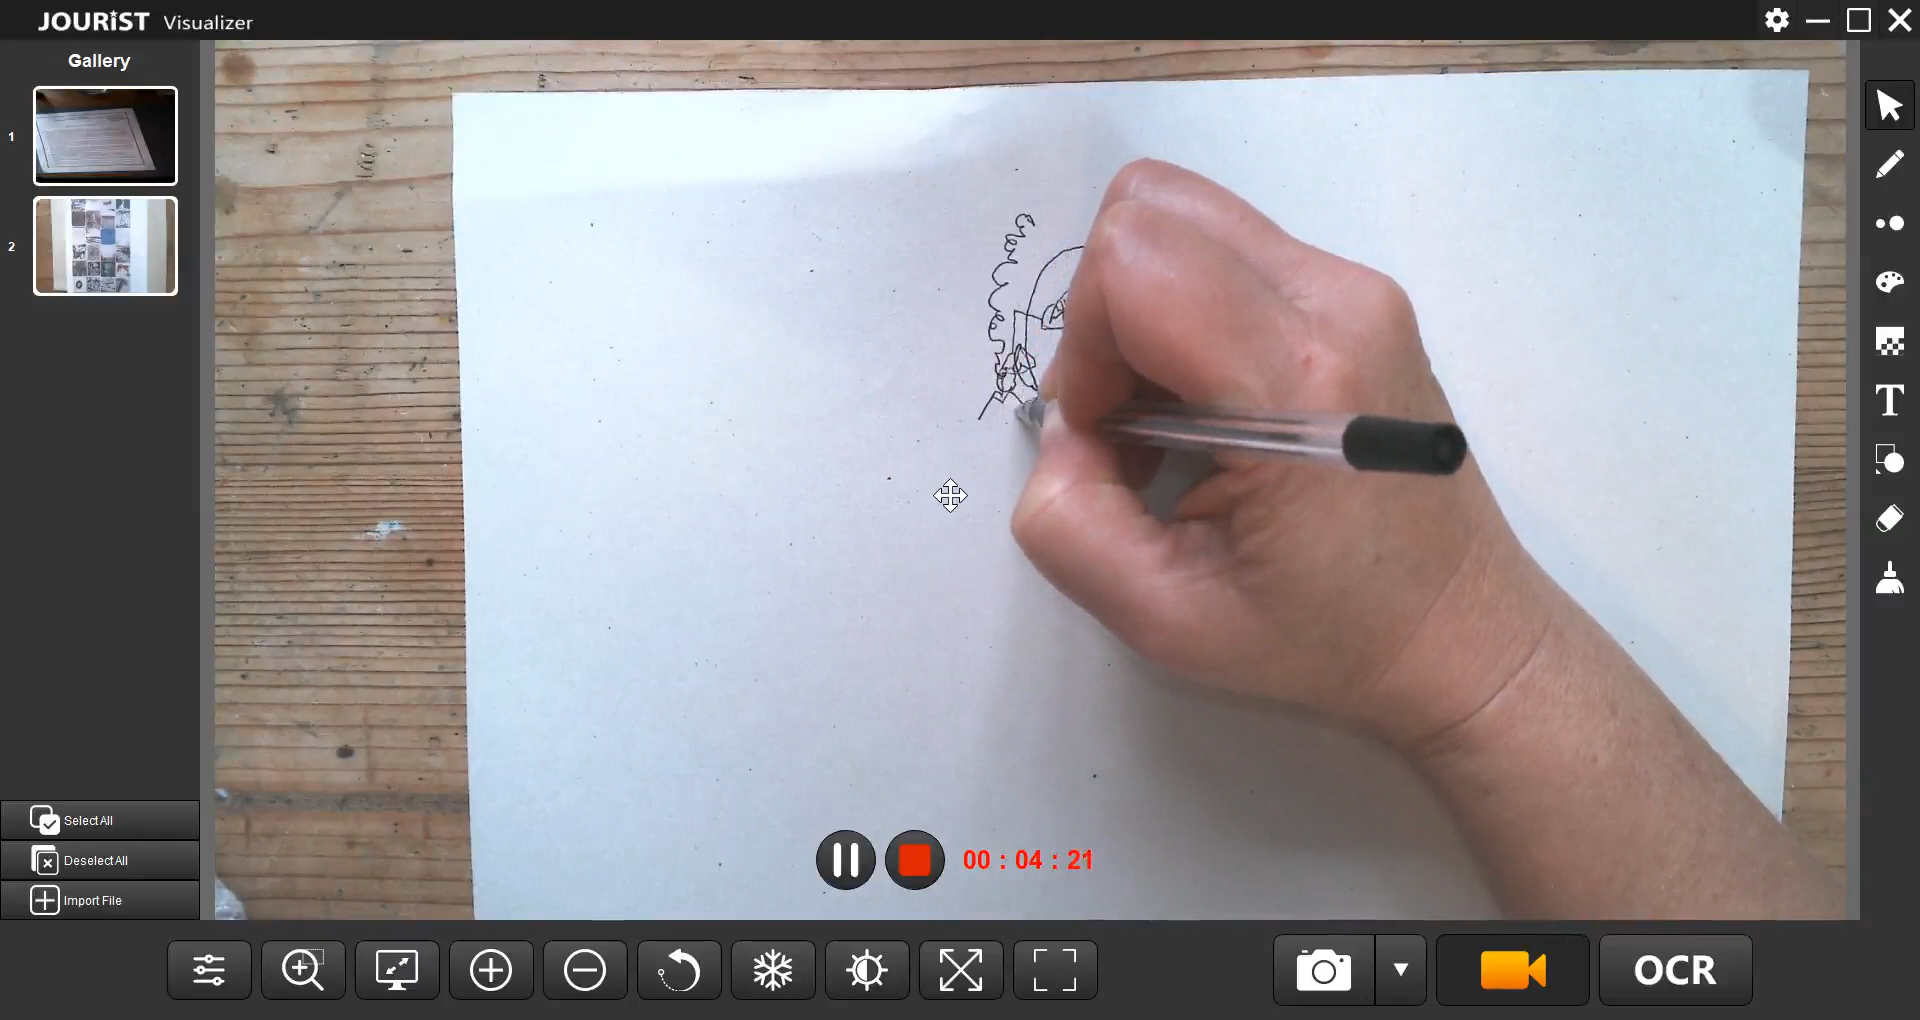 JOURiST Visualizer
Gallery
1
2
Select All
Deselect All
Import File
00 : 04 : 21
T
OCR